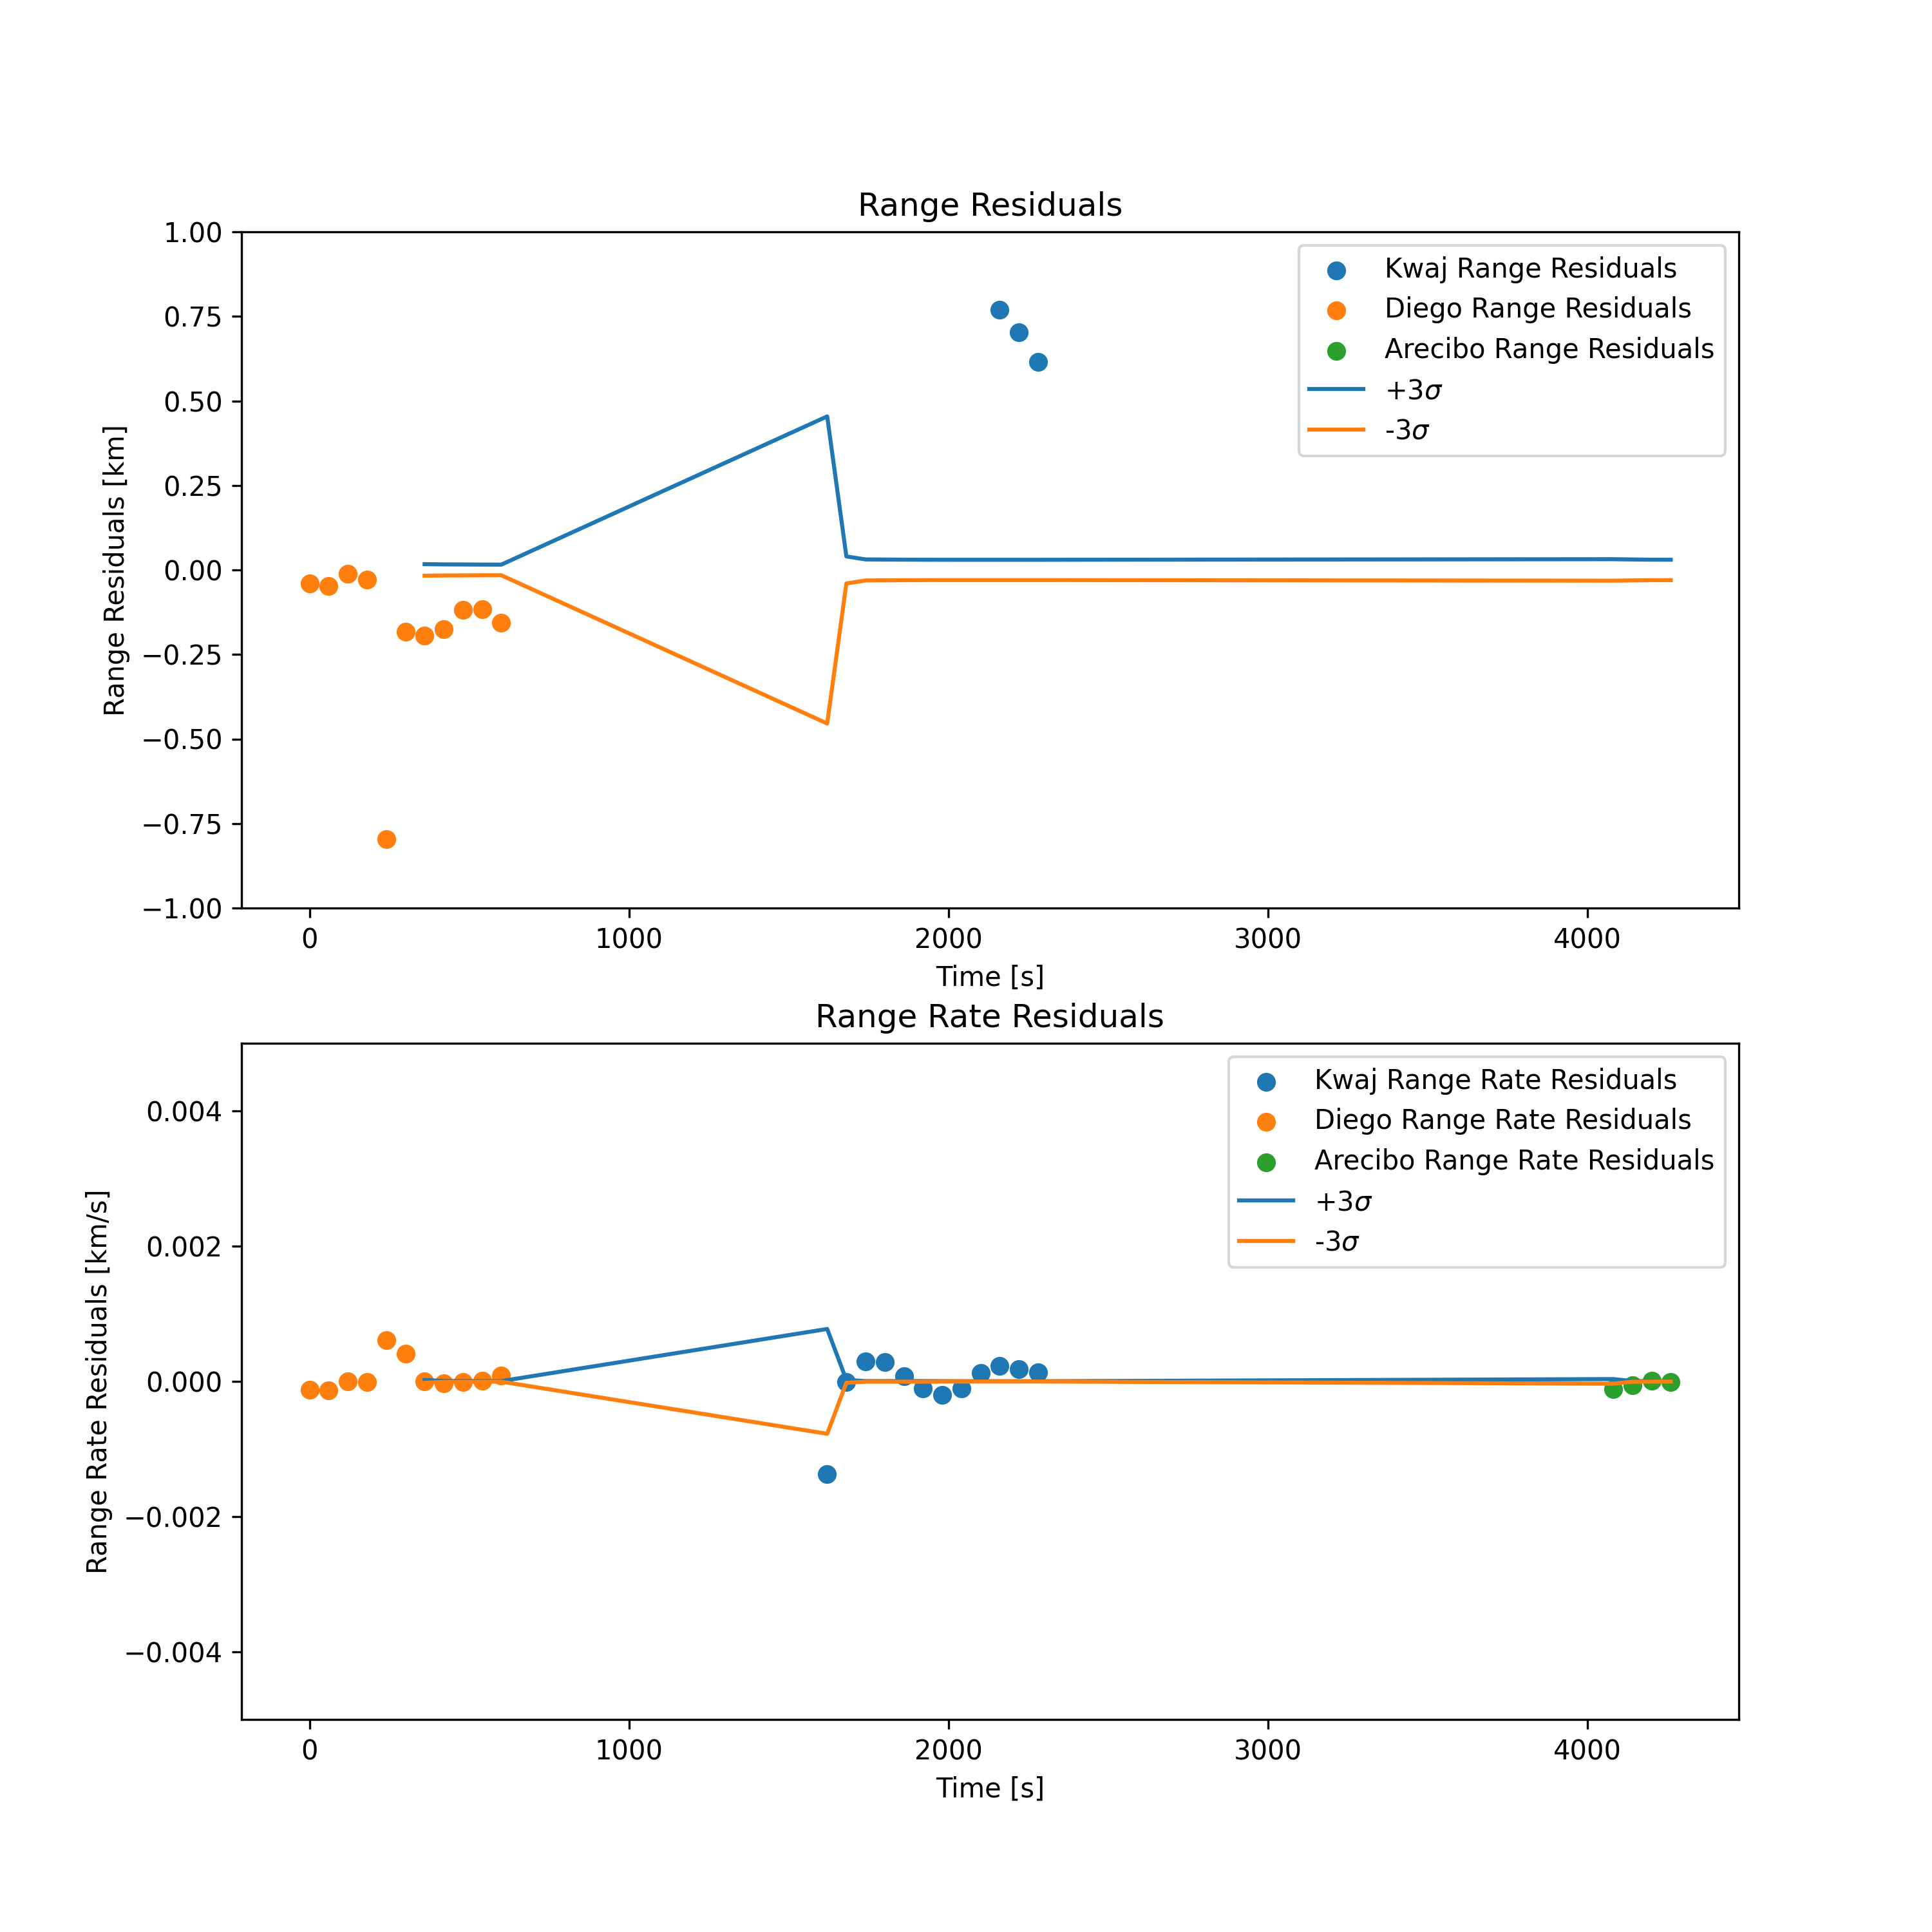 Range Residuals
1.00
0.75
0.50
0.25
0.00
−0.25
−0.50
−0.75
−1.00
Range Residuals [km]
Kwaj Range Residuals
Diego Range Residuals
Arecibo Range Residuals
+3σ
-3σ
0 1000 2000 3000 4000
Time [s]
Range Rate Residuals
0.004
0.002
0.000
−0.002
−0.004
Range Rate Residuals [km/s]
Kwaj Range Rate Residuals
Diego Range Rate Residuals
Arecibo Range Rate Residuals
+3σ
-3σ
0 1000 2000 3000 4000
Time [s]